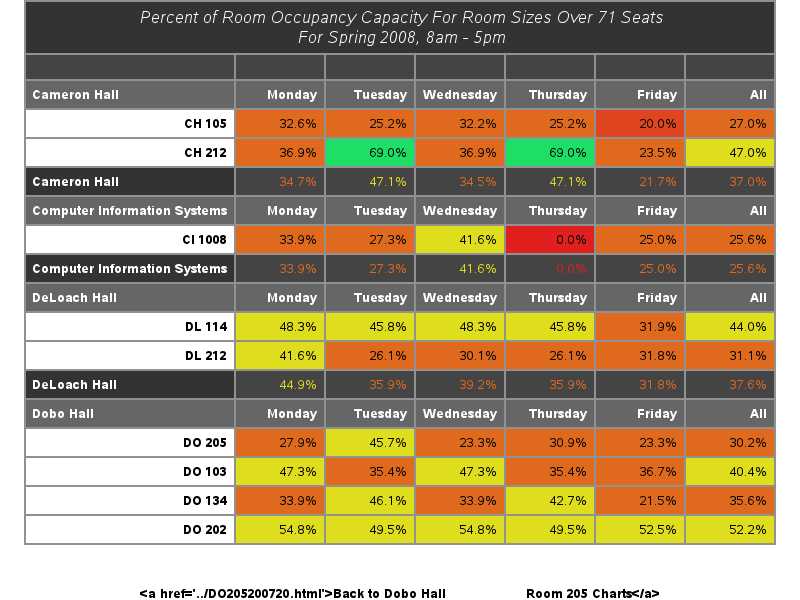 Percent of Room Occupancy Capacity For Room Sizes Over 71 Seats
For Spring 2008, 8am - 5pm
Cameron Hall Monday Tuesday Wednesday Thursday Friday All
CH 105 32.6% 25.2% 32.2% 25.2% 20.0% 27.0%
CH 212 36.9% 69.0% 36.9% 69.0% 23.5% 47.0%
Cameron Hall 34.7% 47.1% 34.5% 47.1% 21.7% 37.0%
Computer Information Systems Monday Tuesday Wednesday Thursday Friday All
CI 1008 33.9% 27.3% 41.6% 0.0% 25.0% 25.6%
Computer Information Systems 33.9% 27.3% 41.6% 0.0% 25.0% 25.6%
DeLoach Hall Monday Tuesday Wednesday Thursday Friday All
DL 114 48.3% 45.8% 48.3% 45.8% 31.9% 44.0%
DL 212 41.6% 26.1% 30.1% 26.1% 31.8% 31.1%
DeLoach Hall 44.9% 35.9% 39.2% 35.9% 31.8% 37.6%
Dobo Hall Monday Tuesday Wednesday Thursday Friday All
DO 205 27.9% 45.7% 23.3% 30.9% 23.3% 30.2%
DO 103 47.3% 35.4% 47.3% 35.4% 36.7% 40.4%
DO 134 33.9% 46.1% 33.9% 42.7% 21.5% 35.6%
DO 202 54.8% 49.5% 54.8% 49.5% 52.5% 52.2%
<a href='../DO205200720.html'>Back to Dobo Hall Room 205 Charts</a>